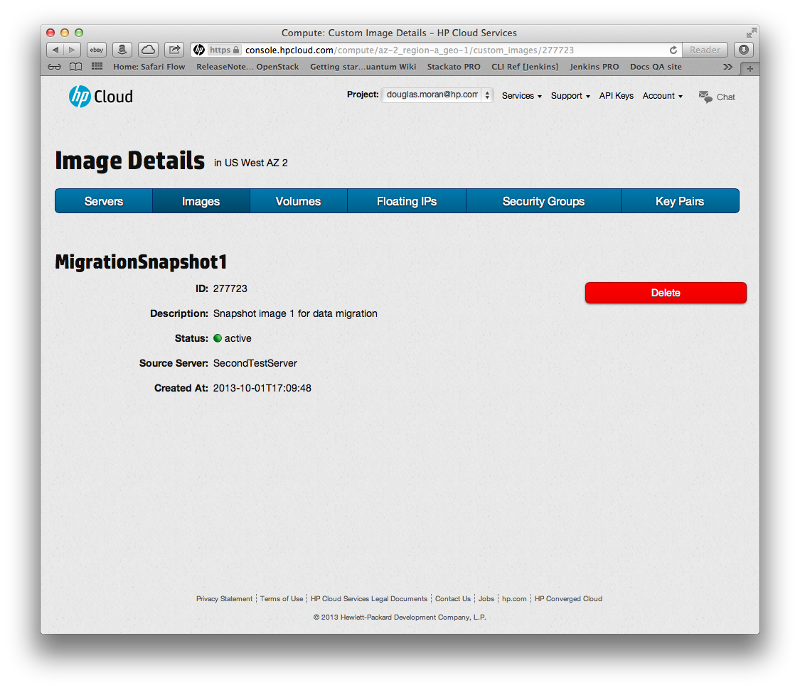 Compute: Custom Image Details – HP Cloud Services
ebay
https console.hpcloud.com/compute/az-2_region-a_geo-1/custom_images/277723
Reader
Home: Safari Flow ReleaseNote... OpenStack Getting star...uantum Wiki Stackato PRO CLI Ref [Jenkins] Jenkins PRO Docs QA site
hp Cloud
Project: douglas.moran@hp.com Services Support API Keys Account Chat
Image Details in US West AZ 2
Servers Images Volumes Floating IPs Security Groups Key Pairs
MigrationSnapshot1
ID: 277723
Delete
Description: Snapshot image 1 for data migration
Status: active
Source Server: SecondTestServer
Created At: 2013-10-01T17:09:48
Privacy Statement Terms of Use HP Cloud Services Legal Documents Contact Us Jobs hp.com HP Converged Cloud
© 2013 Hewlett-Packard Development Company, L.P.